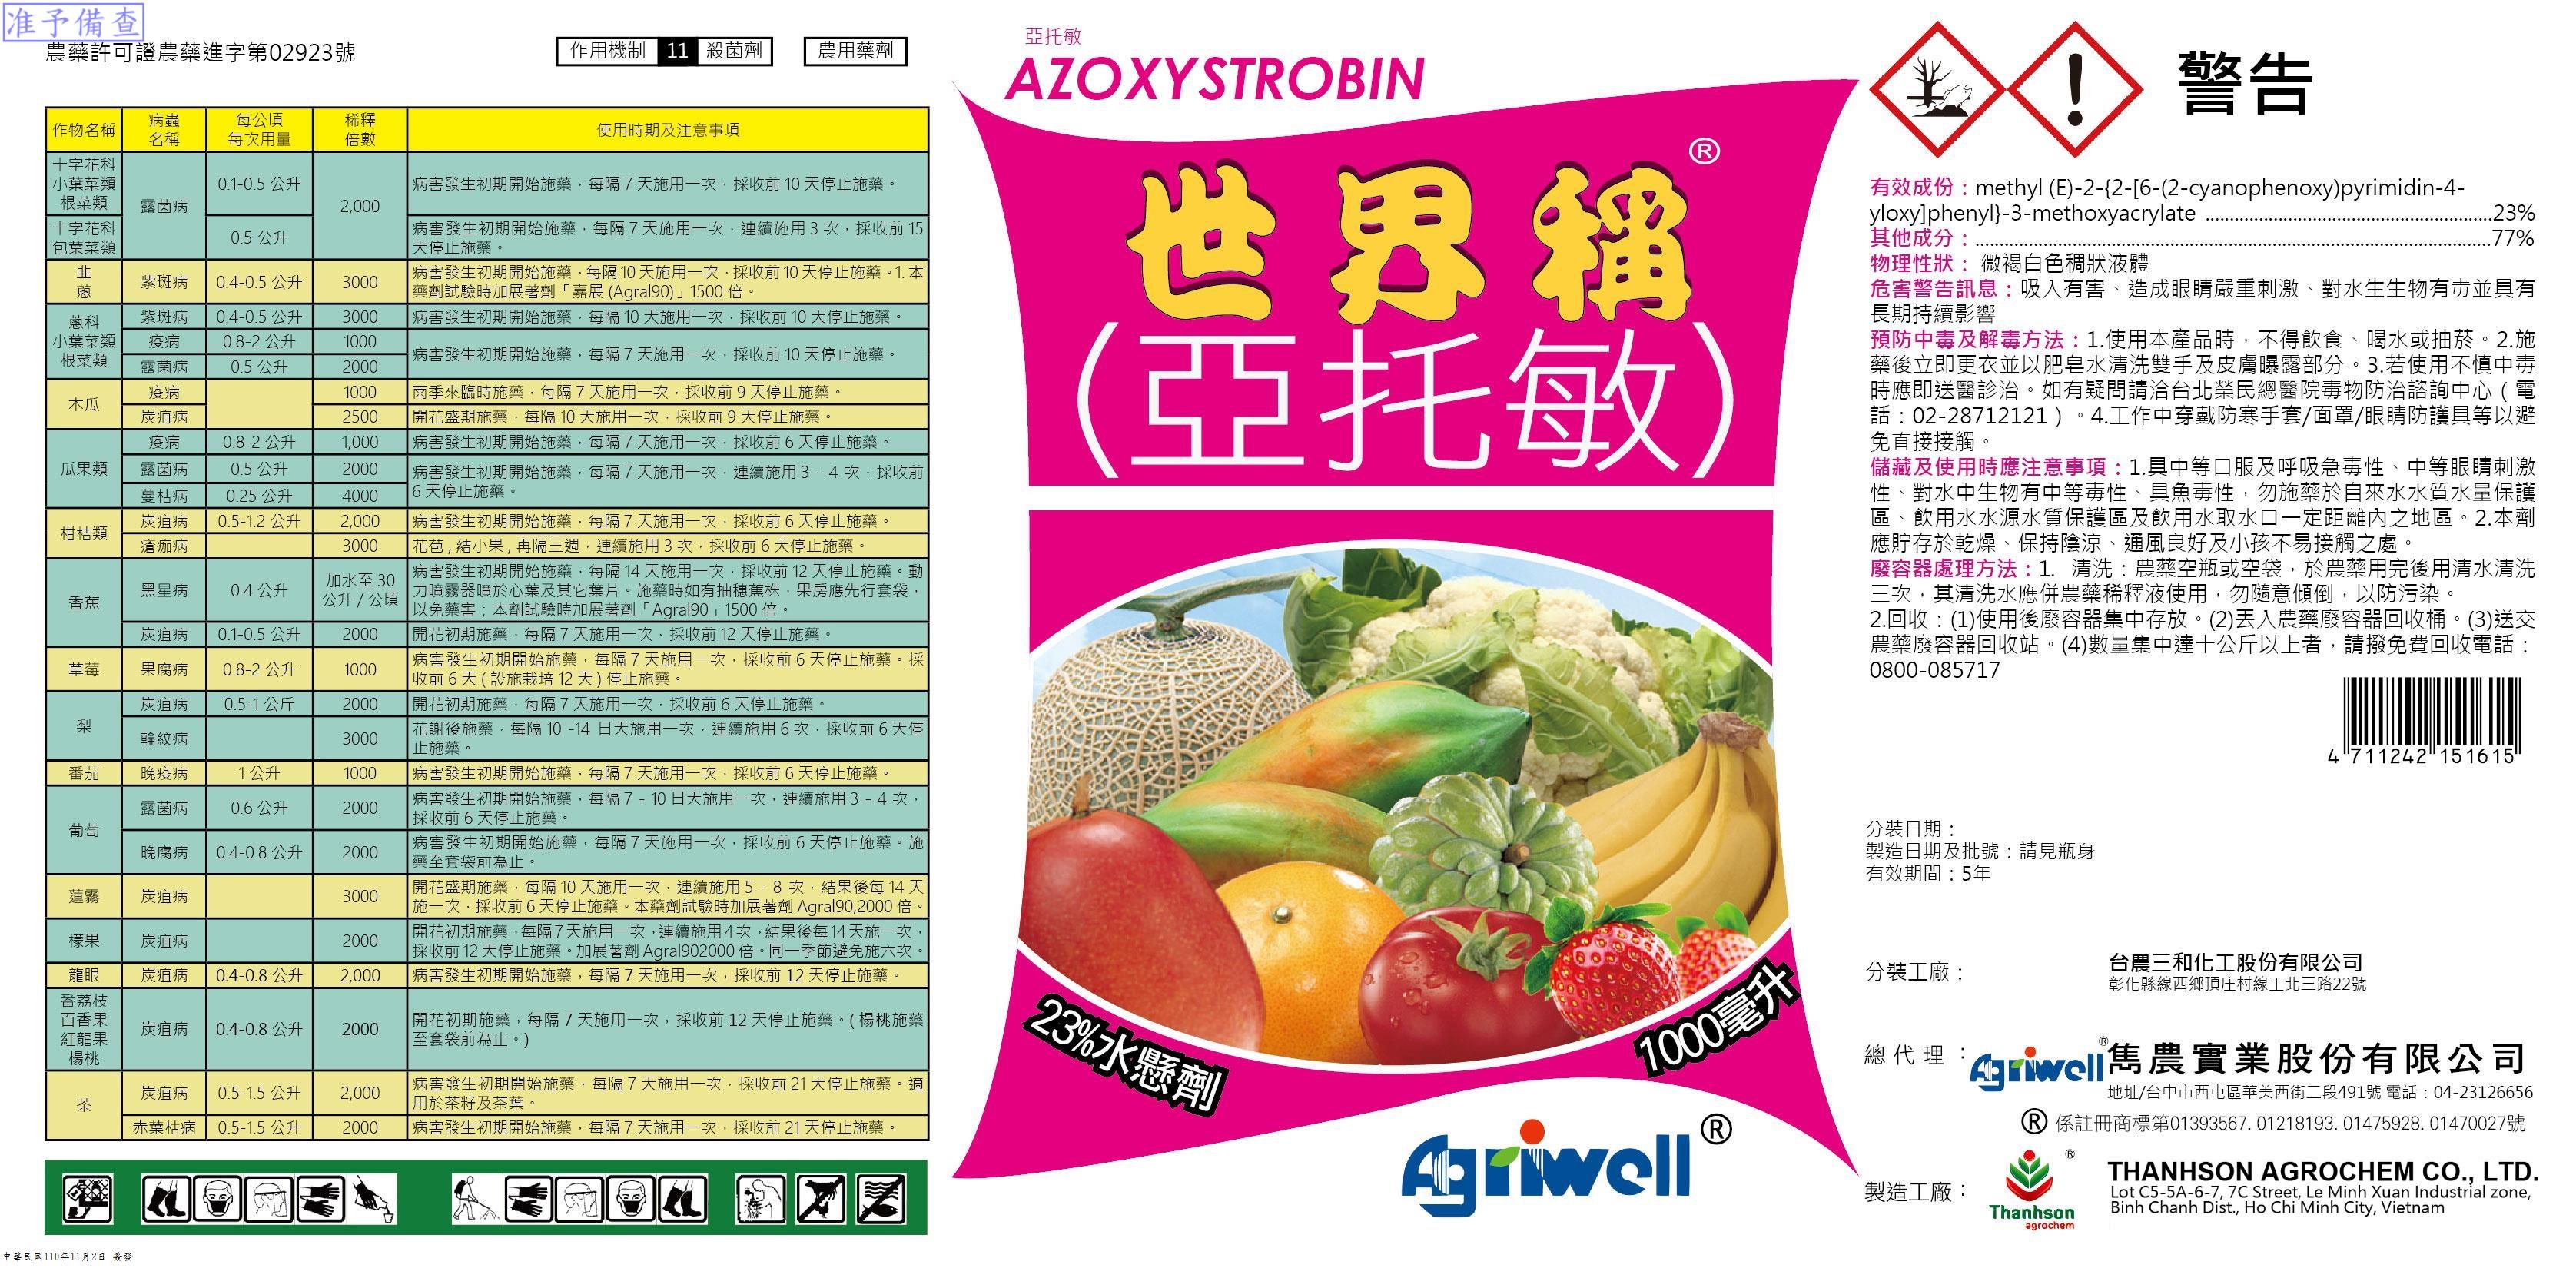 准予備查
農藥許可證農藥進字第02923號
作用機制 11 殺菌劑
農用藥劑
作物名稱 病蟲名稱 每公頃每次用量 稀釋倍數 使用時期及注意事項
十字花科小葉菜類根菜類 露菌病 0.1-0.5 公升 2,000 病害發生初期開始施藥，每隔 7 天施用一次，採收前 10 天停止施藥。
十字花科包葉菜類 0.5 公升 病害發生初期開始施藥，每隔 7 天施用一次，連續施用 3 次，採收前 15
天停止施藥。
韭蔥 紫斑病 0.4-0.5 公升 3000 病害發生初期開始施藥，每隔 10 天施用一次，採收前 10 天停止施藥。1. 本
藥劑試驗時加展著劑「嘉展 (Agral90)」1500 倍。
蔥科小葉菜類根菜類 紫斑病 0.4-0.5 公升 3000 病害發生初期開始施藥，每隔 10 天施用一次，採收前 10 天停止施藥。
疫病 0.8-2 公升 1000 病害發生初期開始施藥，每隔 7 天施用一次，採收前 10 天停止施藥。
露菌病 0.5 公升 2000
木瓜 疫病 1000 雨季來臨時施藥，每隔 7 天施用一次，採收前 9 天停止施藥。
炭疽病 2500 開花盛期施藥，每隔 10 天施用一次，採收前 9 天停止施藥。
瓜果類 疫病 0.8-2 公升 1,000 病害發生初期開始施藥，每隔 7 天施用一次，採收前 6 天停止施藥。
露菌病 0.5 公升 2000 病害發生初期開始施藥，每隔 7 天施用一次，連續施用 3 - 4 次，採收前
蔓枯病 0.25 公升 4000 6 天停止施藥。
柑桔類 炭疽病 0.5-1.2 公升 2,000 病害發生初期開始施藥，每隔 7 天施用一次，採收前 6 天停止施藥。
瘡痂病 3000 花苞 , 結小果 , 再隔三週，連續施用 3 次，採收前 6 天停止施藥。
香蕉 黑星病 0.4 公升 加水至 30 公升 / 公頃 病害發生初期開始施藥，每隔 14 天施用一次，採收前 12 天停止施藥。動
力噴霧器噴於心葉及其它葉片。施藥時如有抽穗蕉株，果房應先行套袋，
以免藥害；本劑試驗時加展著劑「Agral90」1500 倍。
炭疽病 0.1-0.5 公升 2000 開花初期施藥，每隔 7 天施用一次，採收前 12 天停止施藥。
草莓 果腐病 0.8-2 公升 1000 病害發生初期開始施藥，每隔 7 天施用一次，採收前 6 天停止施藥。採
收前 6 天 ( 設施栽培 12 天 ) 停止施藥。
梨 炭疽病 0.5-1 公斤 2000 開花初期施藥，每隔 7 天施用一次，採收前 6 天停止施藥。
輪紋病 3000 花謝後施藥，每隔 10 -14 日天施用一次，連續施用 6 次，採收前 6 天停
止施藥。
番茄 晚疫病 1 公升 1000 病害發生初期開始施藥，每隔 7 天施用一次，採收前 6 天停止施藥。
葡萄 露菌病 0.6 公升 2000 病害發生初期開始施藥，每隔 7 - 10 日天施用一次，連續施用 3 - 4 次，
採收前 6 天停止施藥。
晚腐病 0.4-0.8 公升 2000 病害發生初期開始施藥，每隔 7 天施用一次，採收前 6 天停止施藥。施
藥至套袋前為止。
蓮霧 炭疽病 3000 開花盛期施藥，每隔 10 天施用一次，連續施用 5 - 8 次，結果後每 14 天
施一次，採收前 6 天停止施藥。本藥劑試驗時加展著劑 Agral90,2000 倍。
檬果 炭疽病 2000 開花初期施藥，每隔 7 天施用一次，連續施用 4 次，結果後每 14 天施一次，
採收前 12 天停止施藥。加展著劑 Agral902000 倍。同一季節避免施六次。
龍眼 炭疽病 0.4-0.8 公升 2,000 病害發生初期開始施藥，每隔 7 天施用一次，採收前 12 天停止施藥。
番荔枝百香果紅龍果楊桃 炭疽病 0.4-0.8 公升 2000 開花初期施藥，每隔 7 天施用一次，採收前 12 天停止施藥。( 楊桃施藥
至套袋前為止。)
茶 炭疽病 0.5-1.5 公升 2,000 病害發生初期開始施藥，每隔 7 天施用一次，採收前 21 天停止施藥。適
用於茶籽及茶葉。
赤葉枯病 0.5-1.5 公升 2000 病害發生初期開始施藥，每隔 7 天施用一次，採收前 21 天停止施藥。
中華民國110年11月2日 簽發
亞托敏
AZOXYSTROBIN
世界稱®
(亞托敏)
23%水懸劑
1000毫升
Agriwell®
警告
有效成份：methyl (E)-2-{2-[6-(2-cyanophenoxy)pyrimidin-4-
yloxy]phenyl}-3-methoxyacrylate ......23%
其他成分：......77%
物理性狀： 微褐白色稠狀液體
危害警告訊息：吸入有害、造成眼睛嚴重刺激、對水生生物有毒並具有
長期持續影響
預防中毒及解毒方法：1.使用本產品時，不得飲食、喝水或抽菸。2.施
藥後立即更衣並以肥皂水清洗雙手及皮膚曝露部分。3.若使用不慎中毒
時應即送醫診治。如有疑問請洽台北榮民總醫院毒物防治諮詢中心（電
話：02-28712121）。4.工作中穿戴防寒手套/面罩/眼睛防護具等以避
免直接接觸。
儲藏及使用時應注意事項：1.具中等口服及呼吸急毒性、中等眼睛刺激
性、對水中生物有中等毒性、具魚毒性，勿施藥於自來水水質水量保護
區、飲用水水源水質保護區及飲用水取水口一定距離內之地區。2.本劑
應貯存於乾燥、保持陰涼、通風良好及小孩不易接觸之處。
廢容器處理方法：1. 清洗：農藥空瓶或空袋，於農藥用完後用清水清洗
三次，其清洗水應併農藥稀釋液使用，勿隨意傾倒，以防污染。
2.回收：(1)使用後廢容器集中存放。(2)丟入農藥廢容器回收桶。(3)送交
農藥廢容器回收站。(4)數量集中達十公斤以上者，請撥免費回收電話：
0800-085717
4 711242 151615
分裝日期：
製造日期及批號：請見瓶身
有效期間：5年
分裝工廠： 台農三和化工股份有限公司
彰化縣線西鄉頂庄村線工北三路22號
總代理： Agriwell® 雋農實業股份有限公司
地址/台中市西屯區華美西街二段491號 電話：04-23126656
® 係註冊商標第01393567. 01218193. 01475928. 01470027號
製造工廠： Thanhson agrochem ® THANHSON AGROCHEM CO., LTD.
Lot C5-5A-6-7, 7C Street, Le Minh Xuan Industrial zone,
Binh Chanh Dist., Ho Chi Minh City, Vietnam